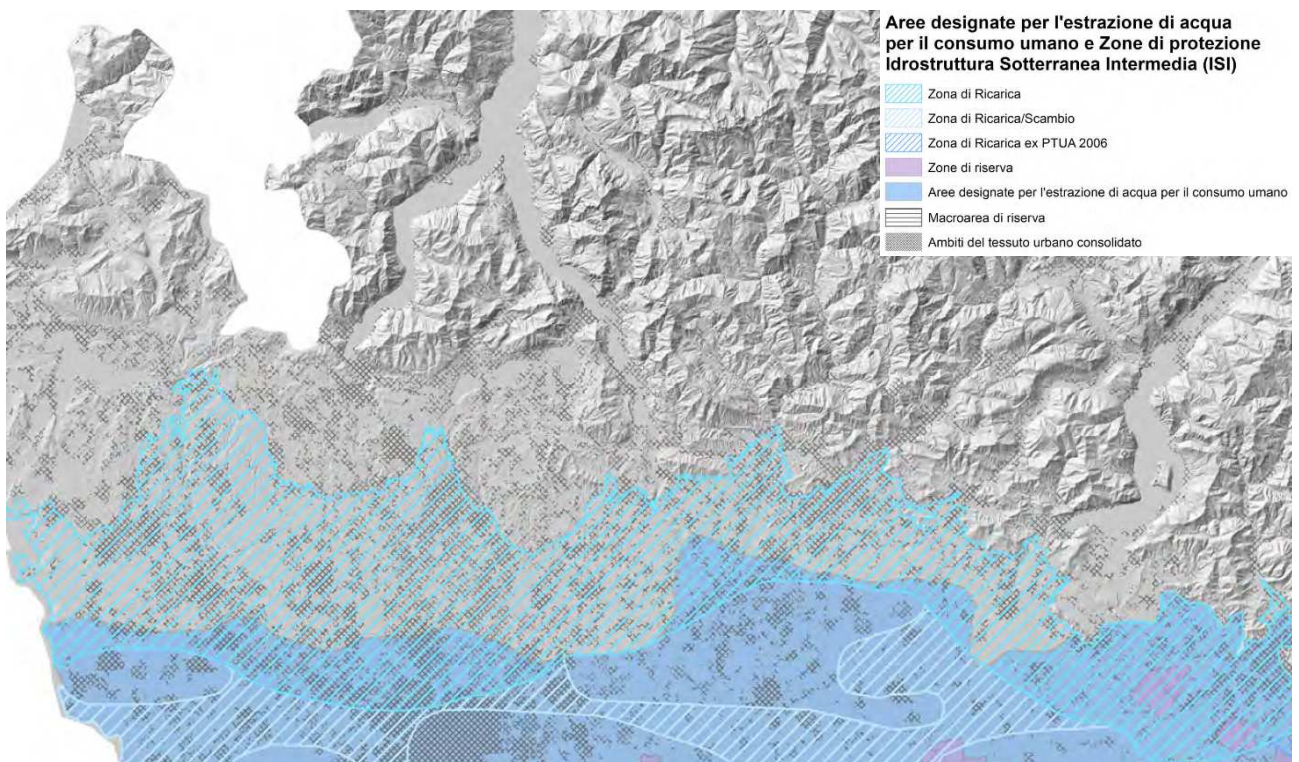 Aree designate per l'estrazione di acqua
per il consumo umano e Zone di protezione
Idrostruttura Sotterranea Intermedia (ISI)
Zona di Ricarica
Zona di Ricarica/Scambio
Zona di Ricarica ex PTUA 2006
Zone di riserva
Aree designate per l'estrazione di acqua per il consumo umano
Macroarea di riserva
Ambiti del tessuto urbano consolidato